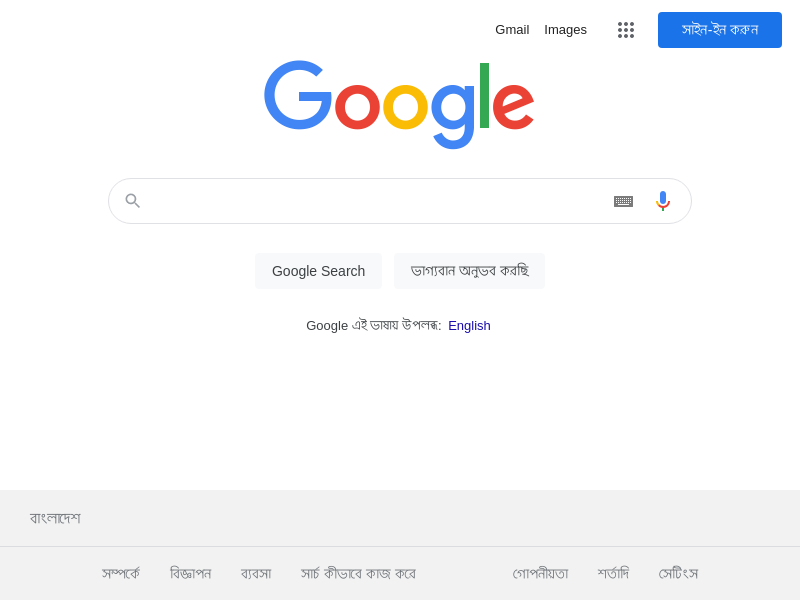 Gmail Images সাইন-ইন করুন
Google
Google Search ভাগ্যবান অনুভব করছি
Google এই ভাষায় উপলব্ধ: English
বাংলাদেশ
সম্পর্কে বিজ্ঞাপন ব্যবসা সার্চ কীভাবে কাজ করে গোপনীয়তা শর্তাদি সেটিংস